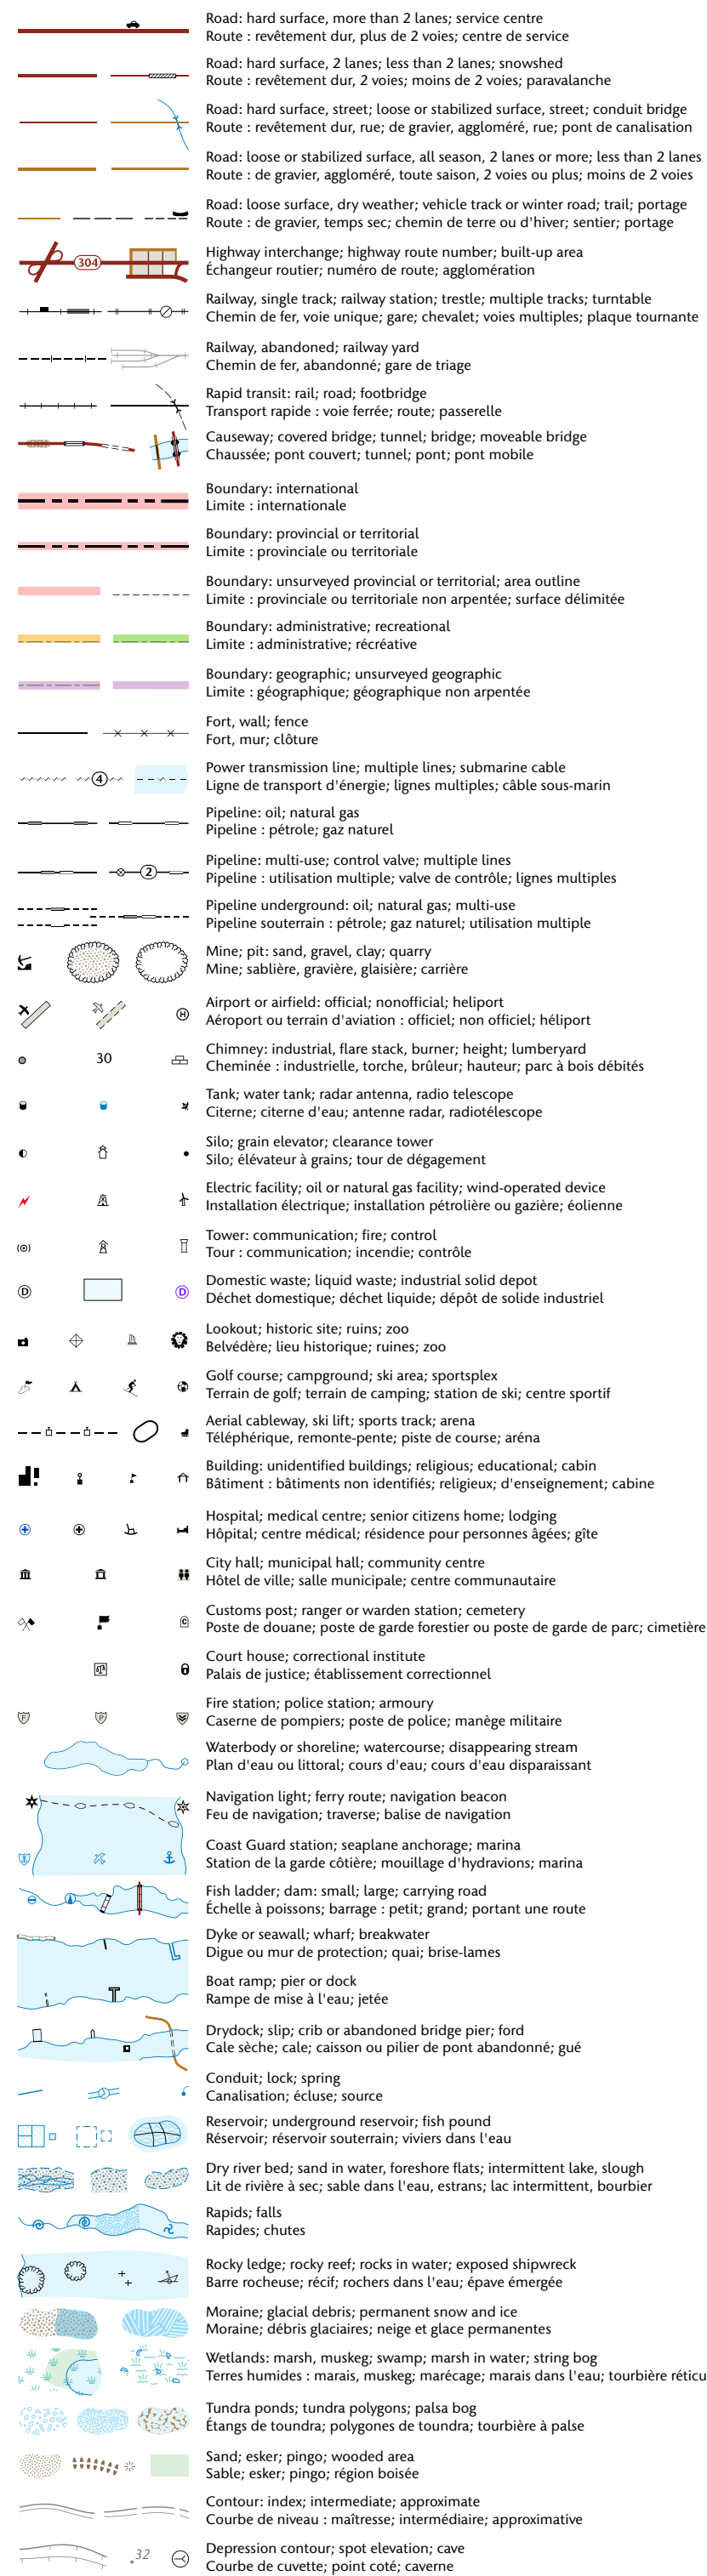 Road: hard surface, more than 2 lanes; service centre
Route : revêtement dur, plus de 2 voies; centre de service
Road: hard surface, 2 lanes; less than 2 lanes; snowshed
Route : revêtement dur, 2 voies; moins de 2 voies; paravalanche
Road: hard surface, street; loose or stabilized surface, street; conduit bridge
Route : revêtement dur, rue; de gravier, aggloméré, rue; pont de canalisation
Road: loose or stabilized surface, all season, 2 lanes or more; less than 2 lanes
Route : de gravier, aggloméré, toute saison, 2 voies ou plus; moins de 2 voies
Road: loose surface, dry weather; vehicle track or winter road; trail; portage
Route : de gravier, temps sec; chemin de terre ou d'hiver; sentier; portage
304
Highway interchange; highway route number; built-up area
Échangeur routier; numéro de route; agglomération
Railway, single track; railway station; trestle; multiple tracks; turntable
Chemin de fer, voie unique; gare; chevalet; voies multiples; plaque tournante
Railway, abandoned; railway yard
Chemin de fer, abandonné; gare de triage
Rapid transit: rail; road; footbridge
Transport rapide : voie ferrée; route; passerelle
Causeway; covered bridge; tunnel; bridge; moveable bridge
Chaussée; pont couvert; tunnel; pont; pont mobile
Boundary: international
Limite : internationale
Boundary: provincial or territorial
Limite : provinciale ou territoriale
Boundary: unsurveyed provincial or territorial; area outline
Limite : provinciale ou territoriale non arpentée; surface délimitée
Boundary: administrative; recreational
Limite : administrative; récréative
Boundary: geographic; unsurveyed geographic
Limite : géographique; géographique non arpentée
Fort, wall; fence
Fort, mur; clôture
4
Power transmission line; multiple lines; submarine cable
Ligne de transport d'énergie; lignes multiples; câble sous-marin
Pipeline: oil; natural gas
Pipeline : pétrole; gaz naturel
2
Pipeline: multi-use; control valve; multiple lines
Pipeline : utilisation multiple; valve de contrôle; lignes multiples
Pipeline underground: oil; natural gas; multi-use
Pipeline souterrain : pétrole; gaz naturel; utilisation multiple
Mine; pit: sand, gravel, clay; quarry
Mine; sablière, gravière, glaisière; carrière
H
Airport or airfield: official; nonofficial; heliport
Aéroport ou terrain d'aviation : officiel; non officiel; héliport
30
Chimney: industrial, flare stack, burner; height; lumberyard
Cheminée : industrielle, torche, brûleur; hauteur; parc à bois débités
Tank; water tank; radar antenna, radio telescope
Citerne; citerne d'eau; antenne radar, radiotélescope
Silo; grain elevator; clearance tower
Silo; élévateur à grains; tour de dégagement
Electric facility; oil or natural gas facility; wind-operated device
Installation électrique; installation pétrolière ou gazière; éolienne
Tower: communication; fire; control
Tour : communication; incendie; contrôle
D D
Domestic waste; liquid waste; industrial solid depot
Déchet domestique; déchet liquide; dépôt de solide industriel
Lookout; historic site; ruins; zoo
Belvédère; lieu historique; ruines; zoo
Golf course; campground; ski area; sportsplex
Terrain de golf; terrain de camping; station de ski; centre sportif
Aerial cableway, ski lift; sports track; arena
Téléphérique, remonte-pente; piste de course; aréna
Building: unidentified buildings; religious; educational; cabin
Bâtiment : bâtiments non identifiés; religieux; d'enseignement; cabine
Hospital; medical centre; senior citizens home; lodging
Hôpital; centre médical; résidence pour personnes âgées; gîte
City hall; municipal hall; community centre
Hôtel de ville; salle municipale; centre communautaire
C
Customs post; ranger or warden station; cemetery
Poste de douane; poste de garde forestier ou poste de garde de parc; cimetière
Court house; correctional institute
Palais de justice; établissement correctionnel
F P
Fire station; police station; armoury
Caserne de pompiers; poste de police; manège militaire
Waterbody or shoreline; watercourse; disappearing stream
Plan d'eau ou littoral; cours d'eau; cours d'eau disparaissant
Navigation light; ferry route; navigation beacon
Feu de navigation; traverse; balise de navigation
Coast Guard station; seaplane anchorage; marina
Station de la garde côtière; mouillage d'hydravions; marina
Fish ladder; dam: small; large; carrying road
Échelle à poissons; barrage : petit; grand; portant une route
Dyke or seawall; wharf; breakwater
Digue ou mur de protection; quai; brise-lames
Boat ramp; pier or dock
Rampe de mise à l'eau; jetée
Drydock; slip; crib or abandoned bridge pier; ford
Cale sèche; cale; caisson ou pilier de pont abandonné; gué
Conduit; lock; spring
Canalisation; écluse; source
Reservoir; underground reservoir; fish pound
Réservoir; réservoir souterrain; viviers dans l'eau
Dry river bed; sand in water, foreshore flats; intermittent lake, slough
Lit de rivière à sec; sable dans l'eau, estrans; lac intermittent, bourbier
Rapids; falls
Rapides; chutes
Rocky ledge; rocky reef; rocks in water; exposed shipwreck
Barre rocheuse; récif; rochers dans l'eau; épave émergée
Moraine; glacial debris; permanent snow and ice
Moraine; débris glaciaires; neige et glace permanentes
Wetlands: marsh, muskeg; swamp; marsh in water; string bog
Terres humides : marais, muskeg; marécage; marais dans l'eau; tourbière réticu
Tundra ponds; tundra polygons; palsa bog
Étangs de toundra; polygones de toundra; tourbière à palse
Sand; esker; pingo; wooded area
Sable; esker; pingo; région boisée
Contour: index; intermediate; approximate
Courbe de niveau : maîtresse; intermédiaire; approximative
.32
Depression contour; spot elevation; cave
Courbe de cuvette; point coté; caverne